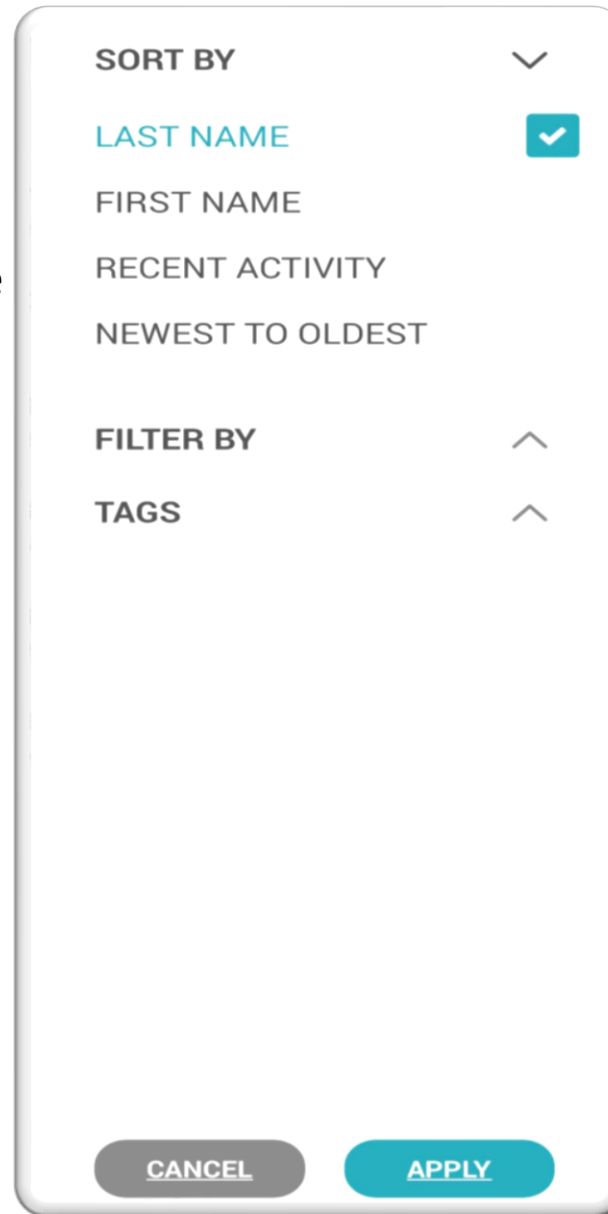 SORT BY
LAST NAME
FIRST NAME
RECENT ACTIVITY
NEWEST TO OLDEST
FILTER BY
TAGS
CANCEL APPLY